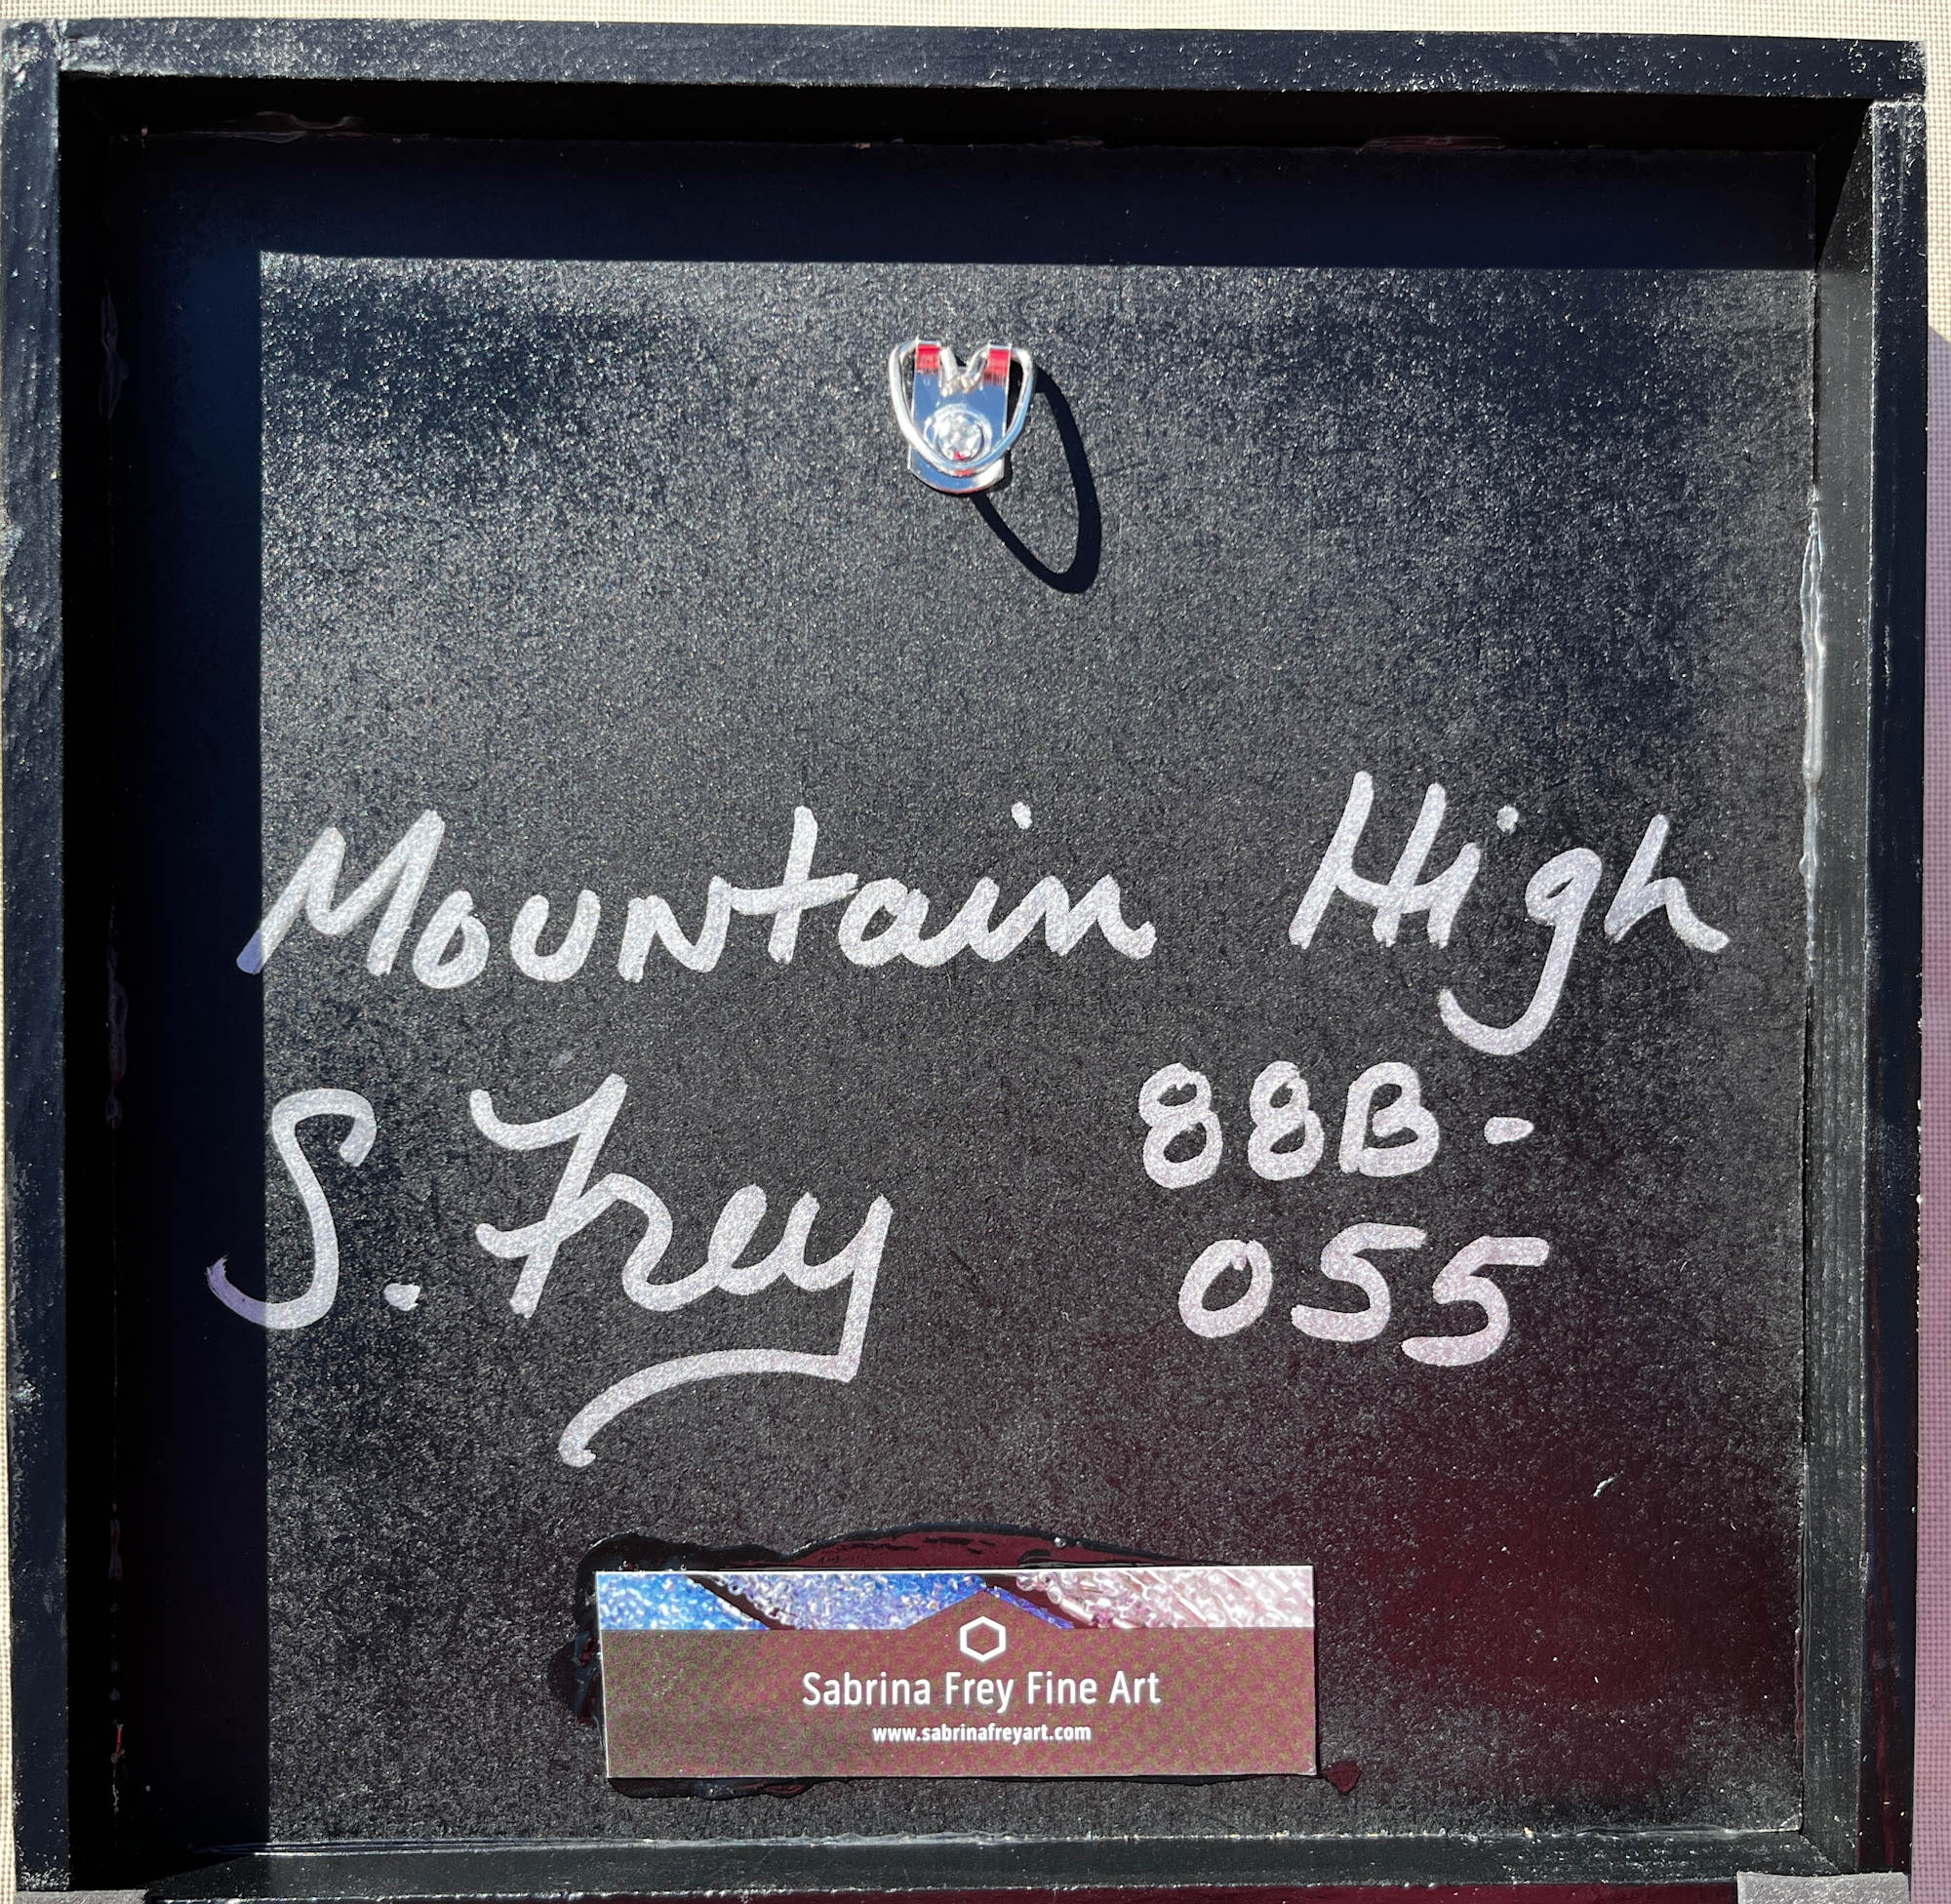 Mountain High
S. Frey
88B-
055
Sabrina Frey Fine Art
www.sabrinafreyart.com